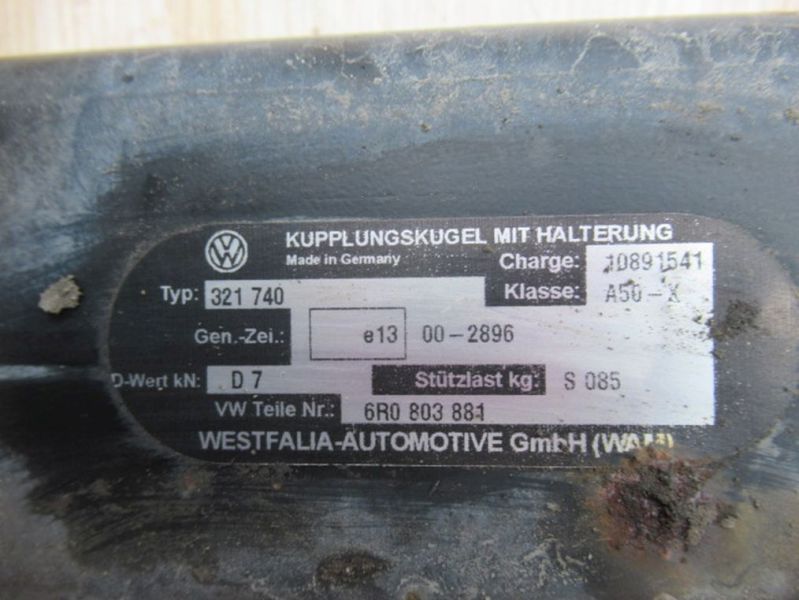 KUPPLUNGSKUGEL MIT HALTERUNG
Made in Germany
Charge: 10891541
Typ: 321 740
Klasse: A50-X
Gen.-Zei.: e13 00-2896
D-Wert kN: D 7
Stützlast kg: S 085
VW Teile Nr.: 6R0 803 881
WESTFALIA-AUTOMOTIVE GmbH (WAM)